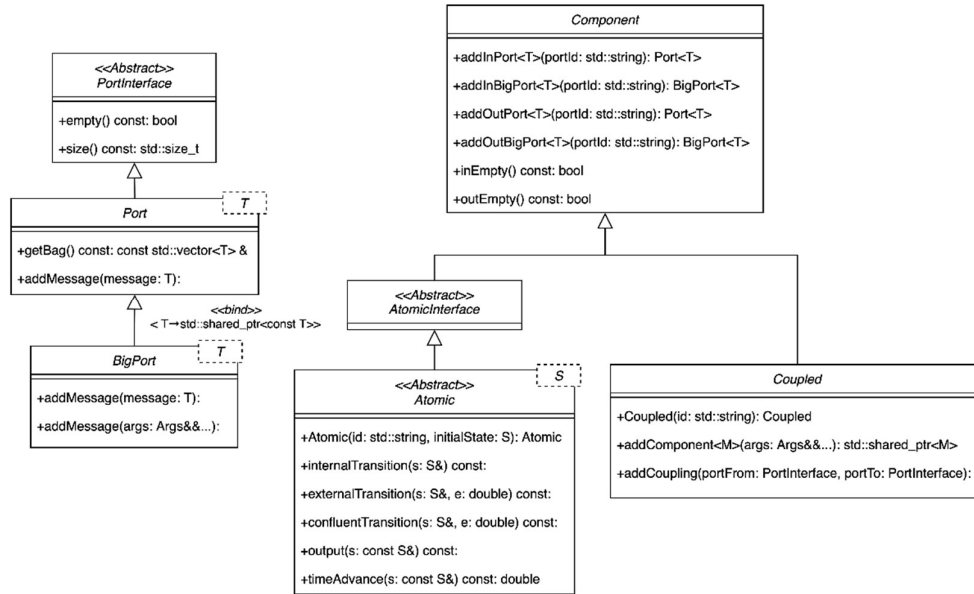 <<Abstract>>
PortInterface
+empty() const: bool
+size() const: std::size_t
T
Port
+getBag() const: const std::vector<T> &
+addMessage(message: T):
<<bind>>
< T→std::shared_ptr<const T>>
T
BigPort
+addMessage(message: T):
+addMessage(args: Args&&...):
Component
+addInPort<T>(portId: std::string): Port<T>
+addInBigPort<T>(portId: std::string): BigPort<T>
+addOutPort<T>(portId: std::string): Port<T>
+addOutBigPort<T>(portId: std::string): BigPort<T>
+inEmpty() const: bool
+outEmpty() const: bool
<<Abstract>>
AtomicInterface
S
<<Abstract>>
Atomic
+Atomic(id: std::string, initialState: S): Atomic
+internalTransition(s: S&) const:
+externalTransition(s: S&, e: double) const:
+confluentTransition(s: S&, e: double) const:
+output(s: const S&) const:
+timeAdvance(s: const S&) const: double
Coupled
+Coupled(id: std::string): Coupled
+addComponent<M>(args: Args&&...): std::shared_ptr<M>
+addCoupling(portFrom: PortInterface, portTo: PortInterface):